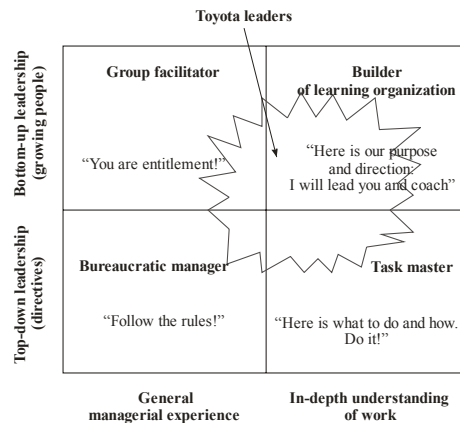 Toyota leaders
Group facilitator
Builder
of learning organization
“You are entitlement!”
“Here is our purpose
and direction:
I will lead you and coach”
Bottom-up leadership
(growing people)
Bureaucratic manager
Task master
“Follow the rules!”
“Here is what to do and how.
Do it!”
Top-down leadership
((directives)
General
managerial experience
In-depth understanding
of work